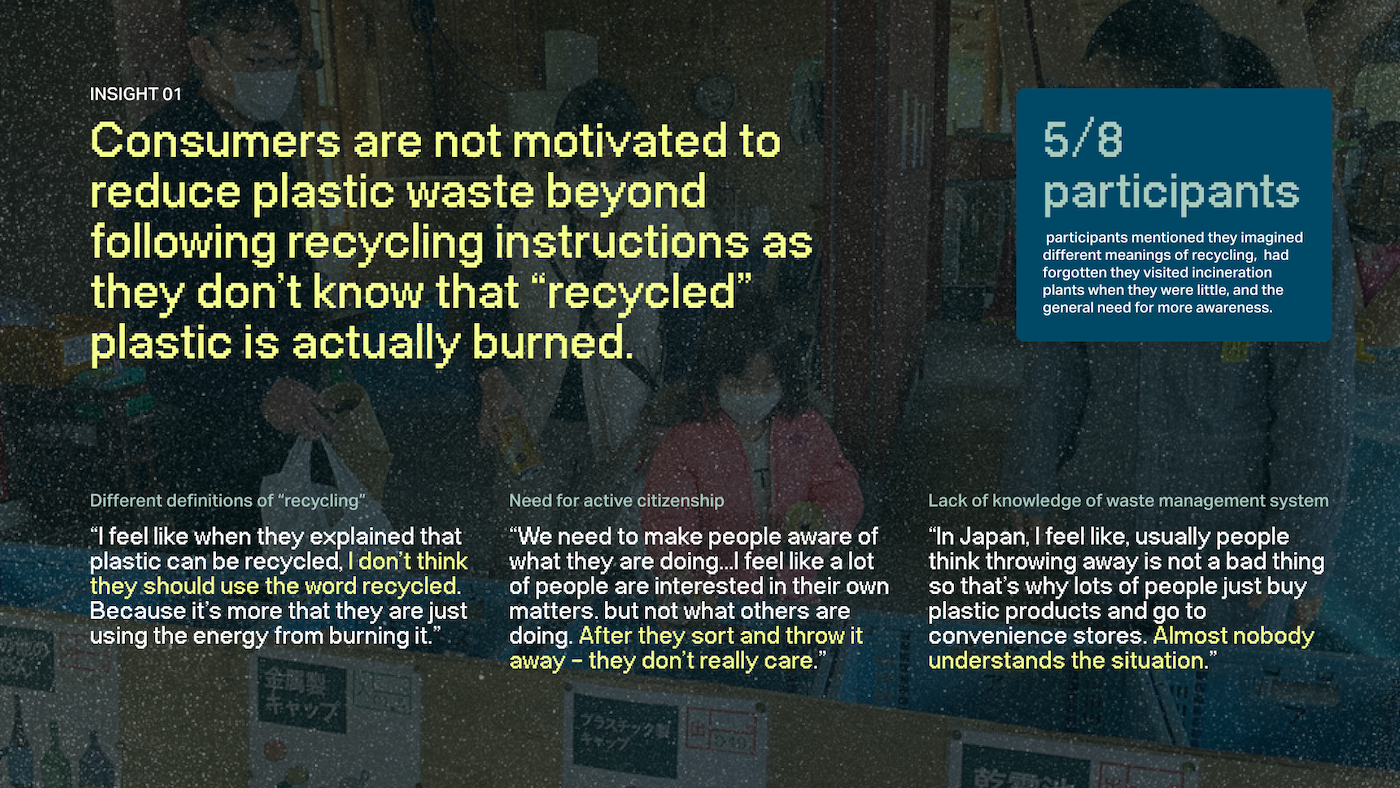 INSIGHT 01
Consumers are not motivated to
reduce plastic waste beyond
following recycling instructions as
they don't know that “recycled”
plastic is actually burned.
5/8
participants
participants mentioned they imagined
different meanings of recycling,  had
forgotten they visited incineration
plants when they were little, and the
general need for more awareness.
Different definitions of “recycling”
“I feel like when they explained that
plastic can be recycled, I don't think
they should use the word recycled.
Because it's more that they are just
using the energy from burning it.”
Need for active citizenship
“We need to make people aware of
what they are doing...I feel like a lot
of people are interested in their own
matters. but not what others are
doing. After they sort and throw it
away – they don't really care.”
Lack of knowledge of waste management system
“In Japan, I feel like, usually people
think throwing away is not a bad thing
so that's why lots of people just buy
plastic products and go to
convenience stores. Almost nobody
understands the situation.”
金属製
キャップ
プラスチック製
キャップ
乾電池